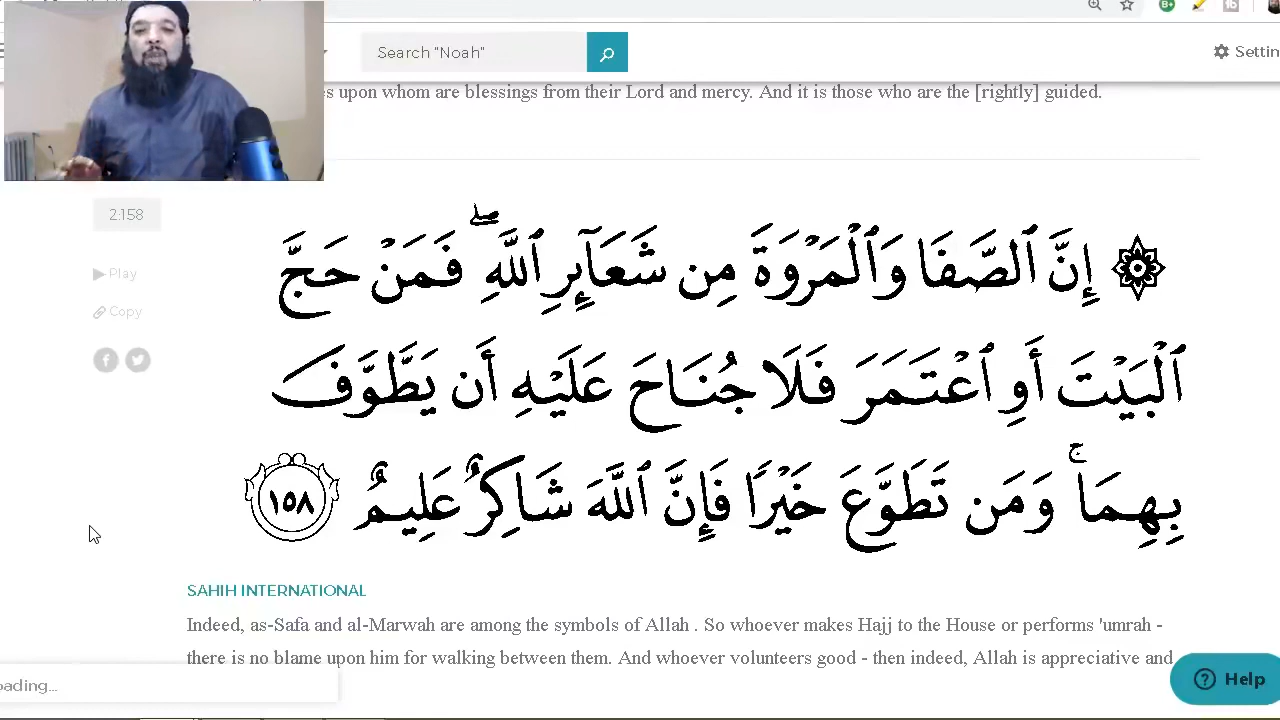 Search "Noah"
Settin
s upon whom are blessings from their Lord and mercy. And it is those who are the [rightly] guided.
2:158
Play
Copy
۞ إِنَّ ٱلصَّفَا وَٱلْمَرْوَةَ مِن شَعَآئِرِ ٱللَّهِ ۖ فَمَنْ حَجَّ
ٱلْبَيْتَ أَوِ ٱعْتَمَرَ فَلَا جُنَاحَ عَلَيْهِ أَن يَطَّوَّفَ
بِهِمَا ۚ وَمَن تَطَوَّعَ خَيْرًا فَإِنَّ ٱللَّهَ شَاكِرٌ عَلِيمٌ ١٥٨
SAHIH INTERNATIONAL
Indeed, as-Safa and al-Marwah are among the symbols of Allah . So whoever makes Hajj to the House or performs 'umrah -
there is no blame upon him for walking between them. And whoever volunteers good - then indeed, Allah is appreciative and
oading...
Help